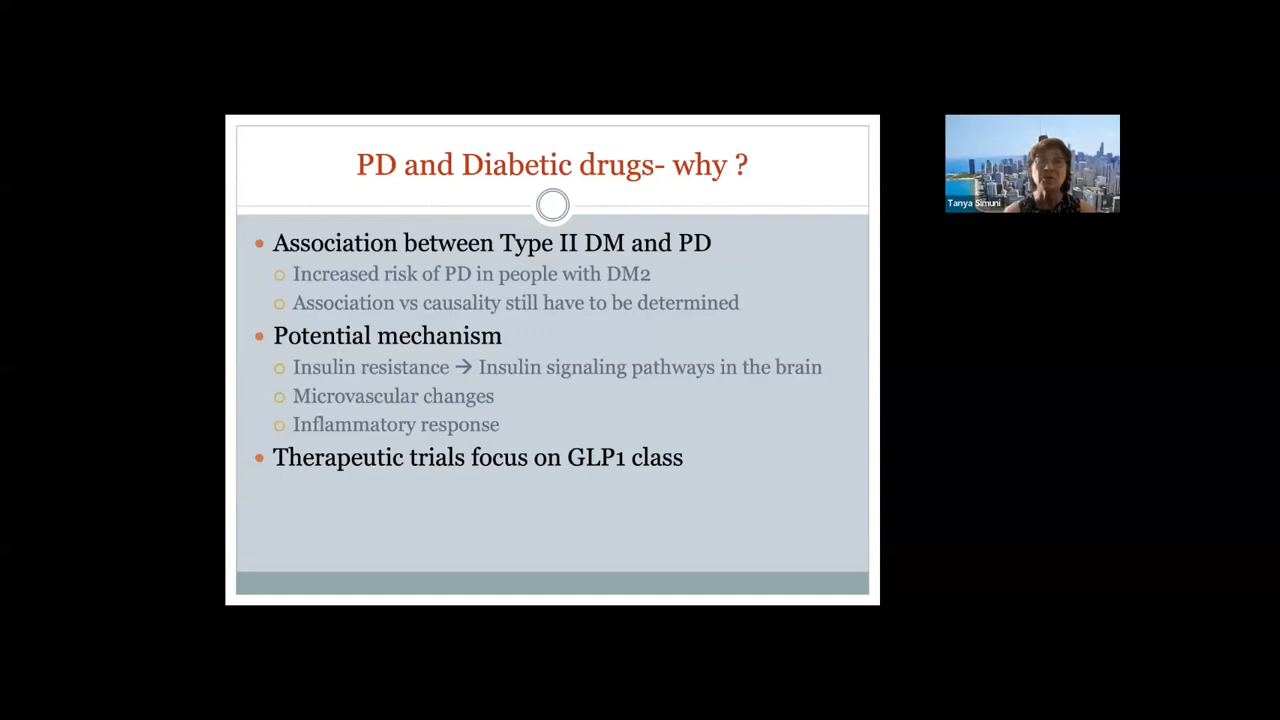 PD and Diabetic drugs- why ?
Association between Type II DM and PD
Increased risk of PD in people with DM2
Association vs causality still have to be determined
Potential mechanism
Insulin resistance → Insulin signaling pathways in the brain
Microvascular changes
Inflammatory response
Therapeutic trials focus on GLP1 class
Tanya Simuni